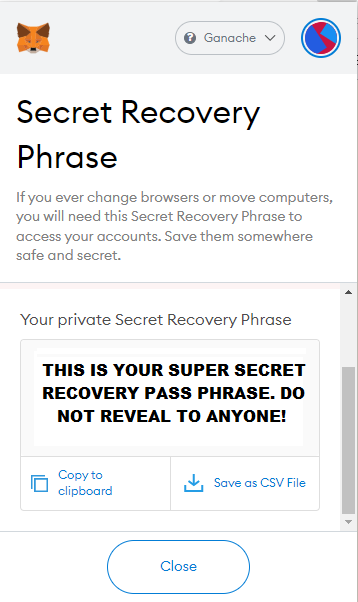 Ganache
Secret Recovery
Phrase
If you ever change browsers or move computers,
you will need this Secret Recovery Phrase to
access your accounts. Save them somewhere
safe and secret.
Your private Secret Recovery Phrase
THIS IS YOUR SUPER SECRET
RECOVERY PASS PHRASE. DO
NOT REVEAL TO ANYONE!
Copy to
clipboard
Save as CSV File
Close